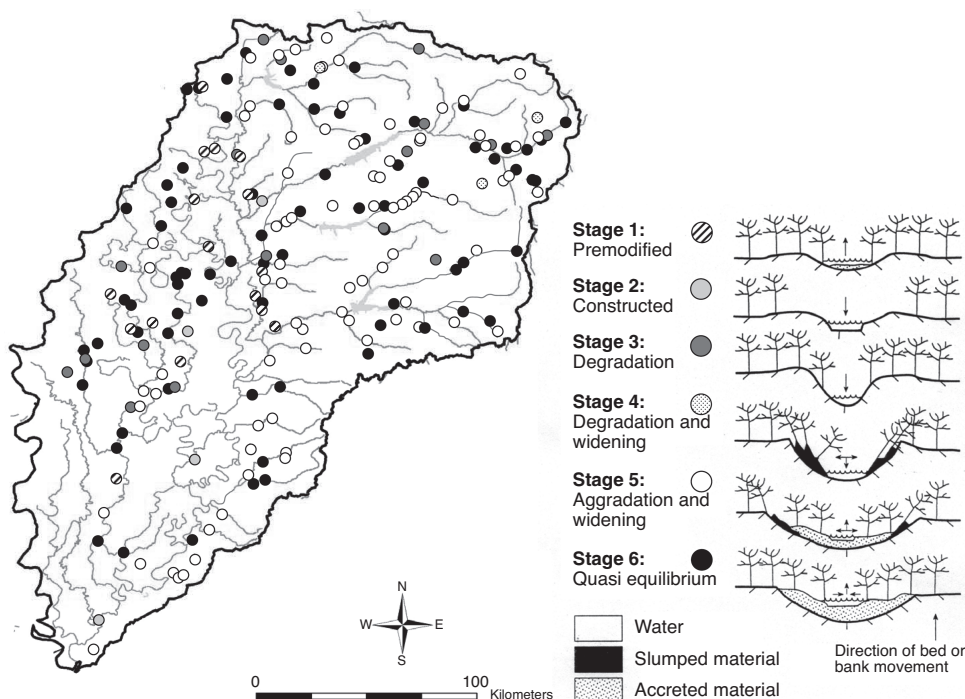 Stage 1:
Premodified
Stage 2:
Constructed
Stage 3:
Degradation
Stage 4:
Degradation and
widening
Stage 5:
Aggradation and
widening
Stage 6:
Quasi equilibrium
Water
Slumped material
Accreted material
Direction of bed or
bank movement
N
W E
S
0 100
Kilometers